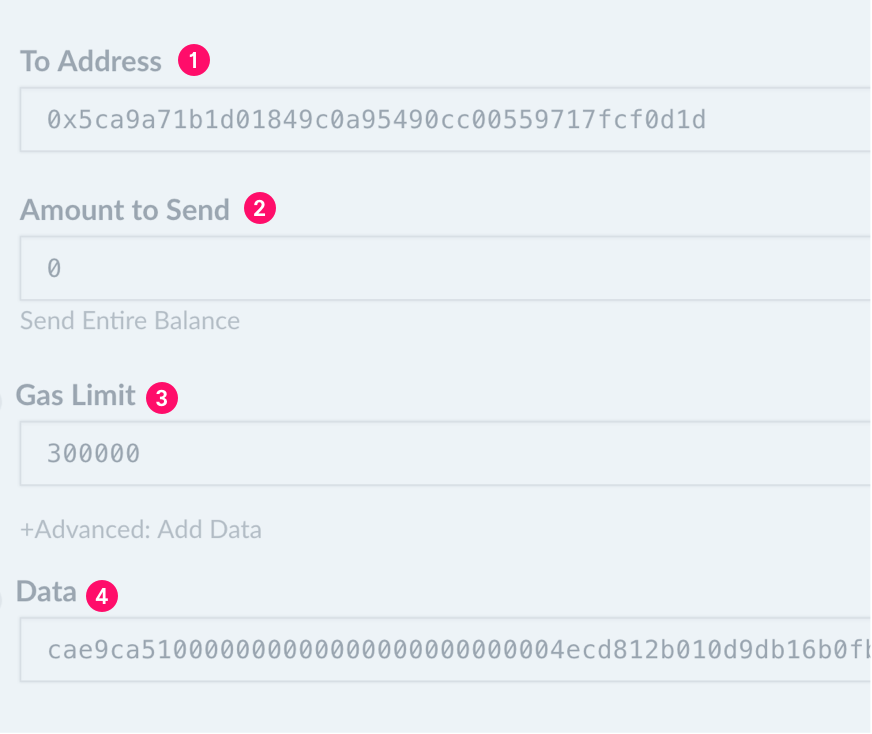 To Address 1
0x5ca9a71b1d01849c0a95490cc00559717fcf0d1d
Amount to Send 2
0
Send Entire Balance
Gas Limit 3
300000
+Advanced: Add Data
Data 4
cae9ca510000000000000000000000004ecd812b010d9db16b0fb